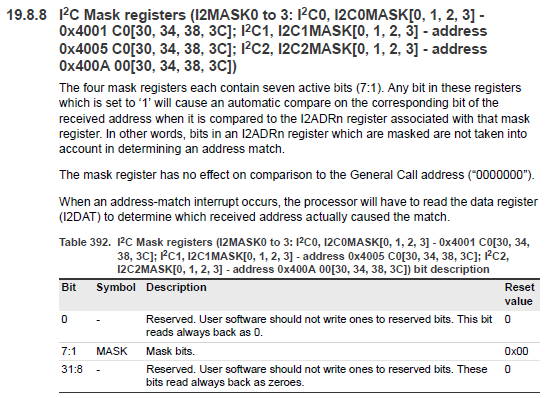 19.8.8 I²C Mask registers (I2MASK0 to 3: I²C0, I2C0MASK[0, 1, 2, 3] -
0x4001 C0[30, 34, 38, 3C]; I²C1, I2C1MASK[0, 1, 2, 3] - address
0x4005 C0[30, 34, 38, 3C]; I²C2, I2C2MASK[0, 1, 2, 3] - address
0x400A 00[30, 34, 38, 3C])
The four mask registers each contain seven active bits (7:1). Any bit in these registers
which is set to ‘1’ will cause an automatic compare on the corresponding bit of the
received address when it is compared to the I2ADRn register associated with that mask
register. In other words, bits in an I2ADRn register which are masked are not taken into
account in determining an address match.
The mask register has no effect on comparison to the General Call address (“0000000”).
When an address-match interrupt occurs, the processor will have to read the data register
(I2DAT) to determine which received address actually caused the match.
Table 392. I²C Mask registers (I2MASK0 to 3: I²C0, I2C0MASK[0, 1, 2, 3] - 0x4001 C0[30, 34,
38, 3C]; I²C1, I2C1MASK[0, 1, 2, 3] - address 0x4005 C0[30, 34, 38, 3C]; I²C2,
I2C2MASK[0, 1, 2, 3] - address 0x400A 00[30, 34, 38, 3C]) bit description
Bit Symbol Description Reset
value
0 - Reserved. User software should not write ones to reserved bits. This bit 0
reads always back as 0.
7:1 MASK Mask bits. 0x00
31:8 - Reserved. User software should not write ones to reserved bits. These 0
bits read always back as zeroes.